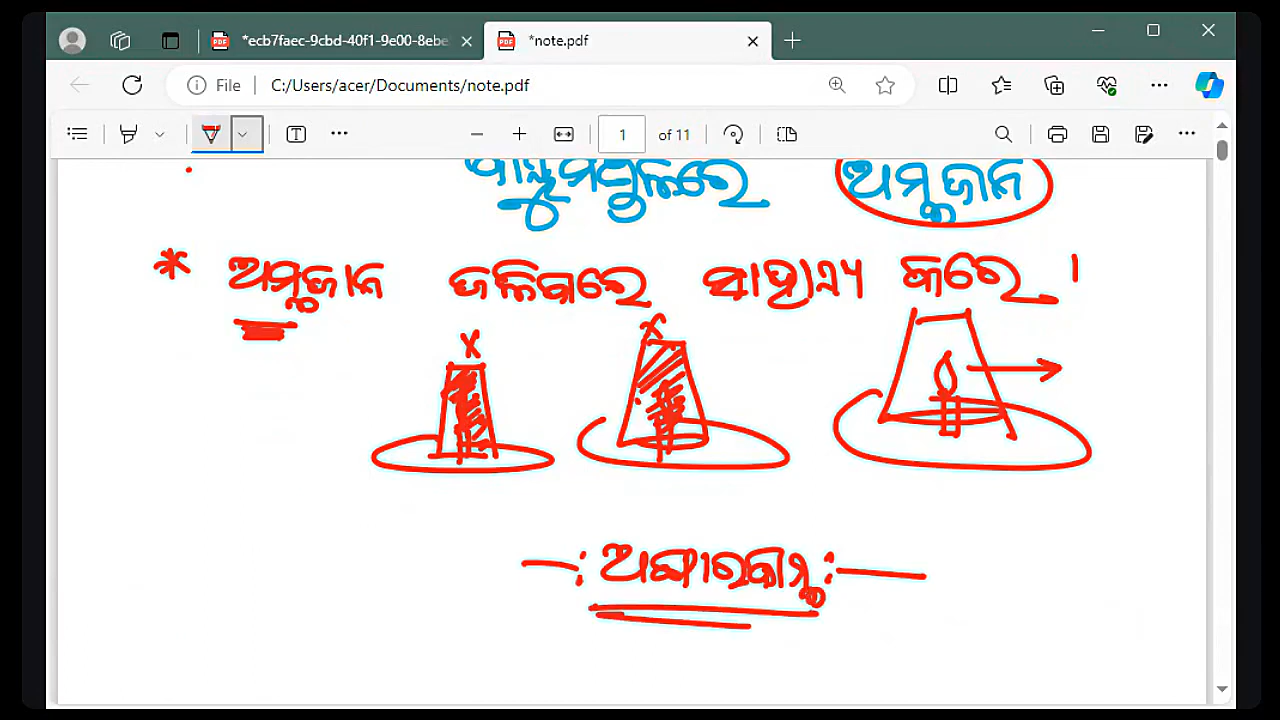 *ecb7faec-9cbd-40f1-9e00-8ebe
*note.pdf
File C:/Users/acer/Documents/note.pdf
1 of 11
ବାୟୁମଣ୍ଡଳରେ ଅମ୍ଳଜାନ
* ଅମ୍ଳଜାନ ଜଳିବାରେ ସାହାଯ୍ୟ କରେ ।
x x
—: ଅଙ୍ଗାରକାମ୍ଳ :—